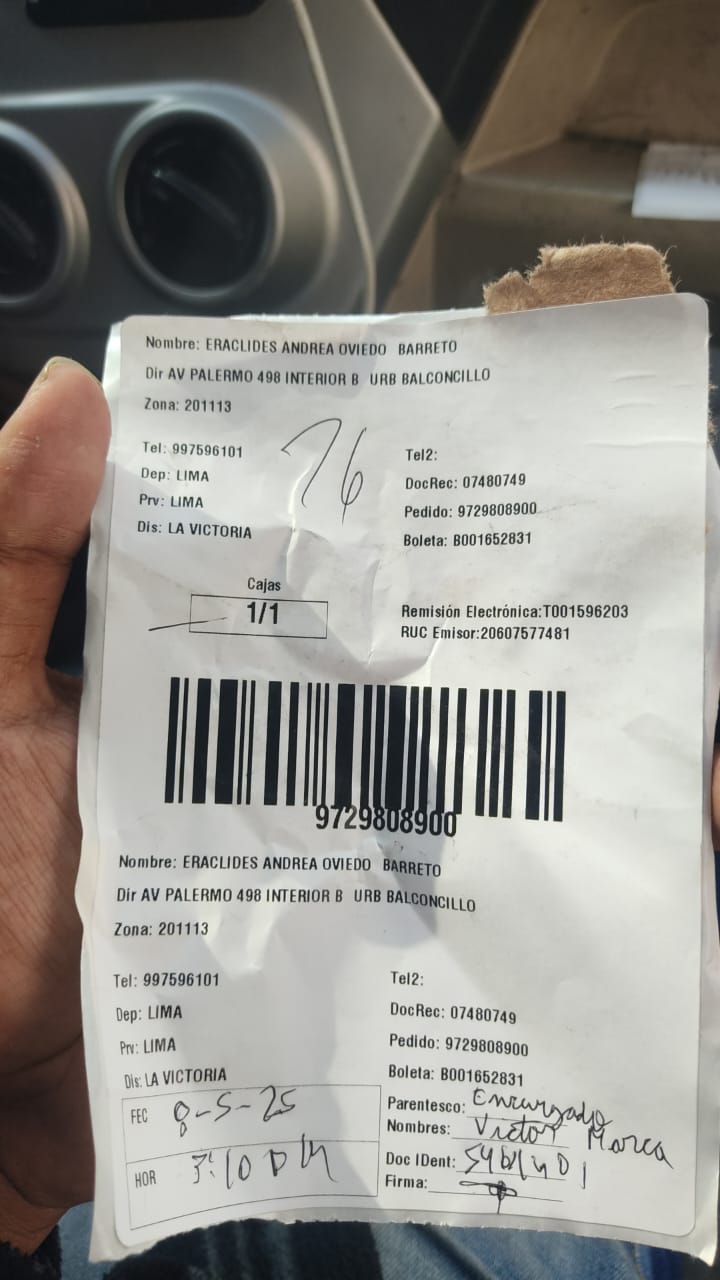 Nombre: ERACLIDES ANDREA OVIEDO BARRETO
Dir AV PALERMO 498 INTERIOR B URB BALCONCILLO
Zona: 201113
76
Tel: 997596101
Dep: LIMA
Prv: LIMA
Dis: LA VICTORIA
Tel2:
DocRec: 07480749
Pedido: 9729808900
Boleta: B001652831
Cajas
1/1
Remisión Electrónica:T001596203
RUC Emisor:20607577481
9729808900
Nombre: ERACLIDES ANDREA OVIEDO BARRETO
Dir AV PALERMO 498 INTERIOR B URB BALCONCILLO
Zona: 201113
Tel: 997596101
Dep: LIMA
Prv: LIMA
Dis: LA VICTORIA
Tel2:
DocRec: 07480749
Pedido: 9729808900
Boleta: B001652831
FEC 8-5-25
HOR 3:10 PM
Parentesco: Encargado
Nombres: Victor Marca
Doc IDent:
Firma: